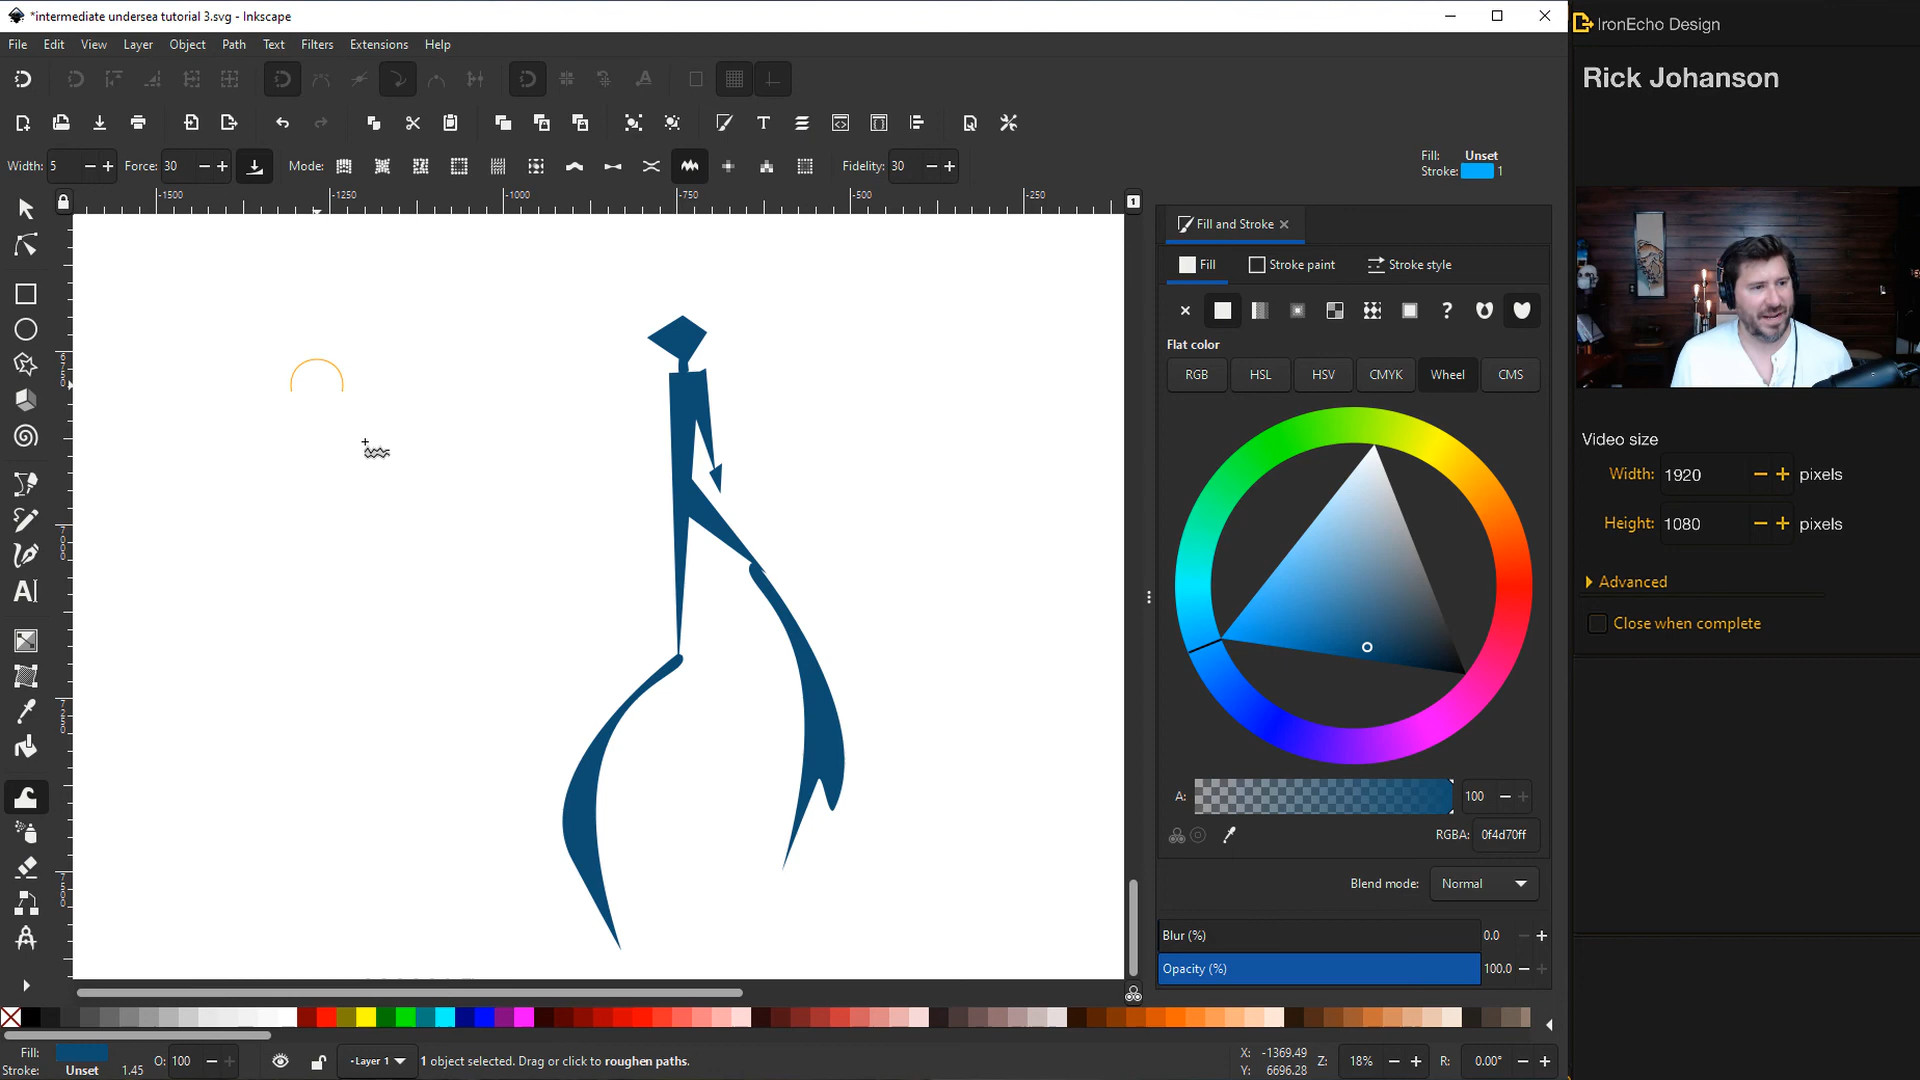 *intermediate undersea tutorial 3.svg - Inkscape
IronEcho Design
File Edit View Layer Object Path Text Filters Extensions Help
Rick Johanson
Width: 5 Force: 30 Mode: Fidelity: 30
Fill: Unset
Stroke: 1
-1500 -1250 -1000 -750 -500 -250
1
Fill and Stroke
Fill Stroke paint Stroke style
Flat color
RGB HSL HSV CMYK Wheel CMS
Video size
Width: 1920 pixels
Height: 1080 pixels
Advanced
Close when complete
6750
7000
7250
7500
A: 100
RGBA: 0f4d70ff
Blend mode: Normal
Blur (%) 0.0
Opacity (%) 100.0
Fill: O: 100 Layer 1 1 object selected. Drag or click to roughen paths.
Stroke: Unset 1.45
X: -1369.49
Y: 6696.28
Z: 18% R: 0.00°